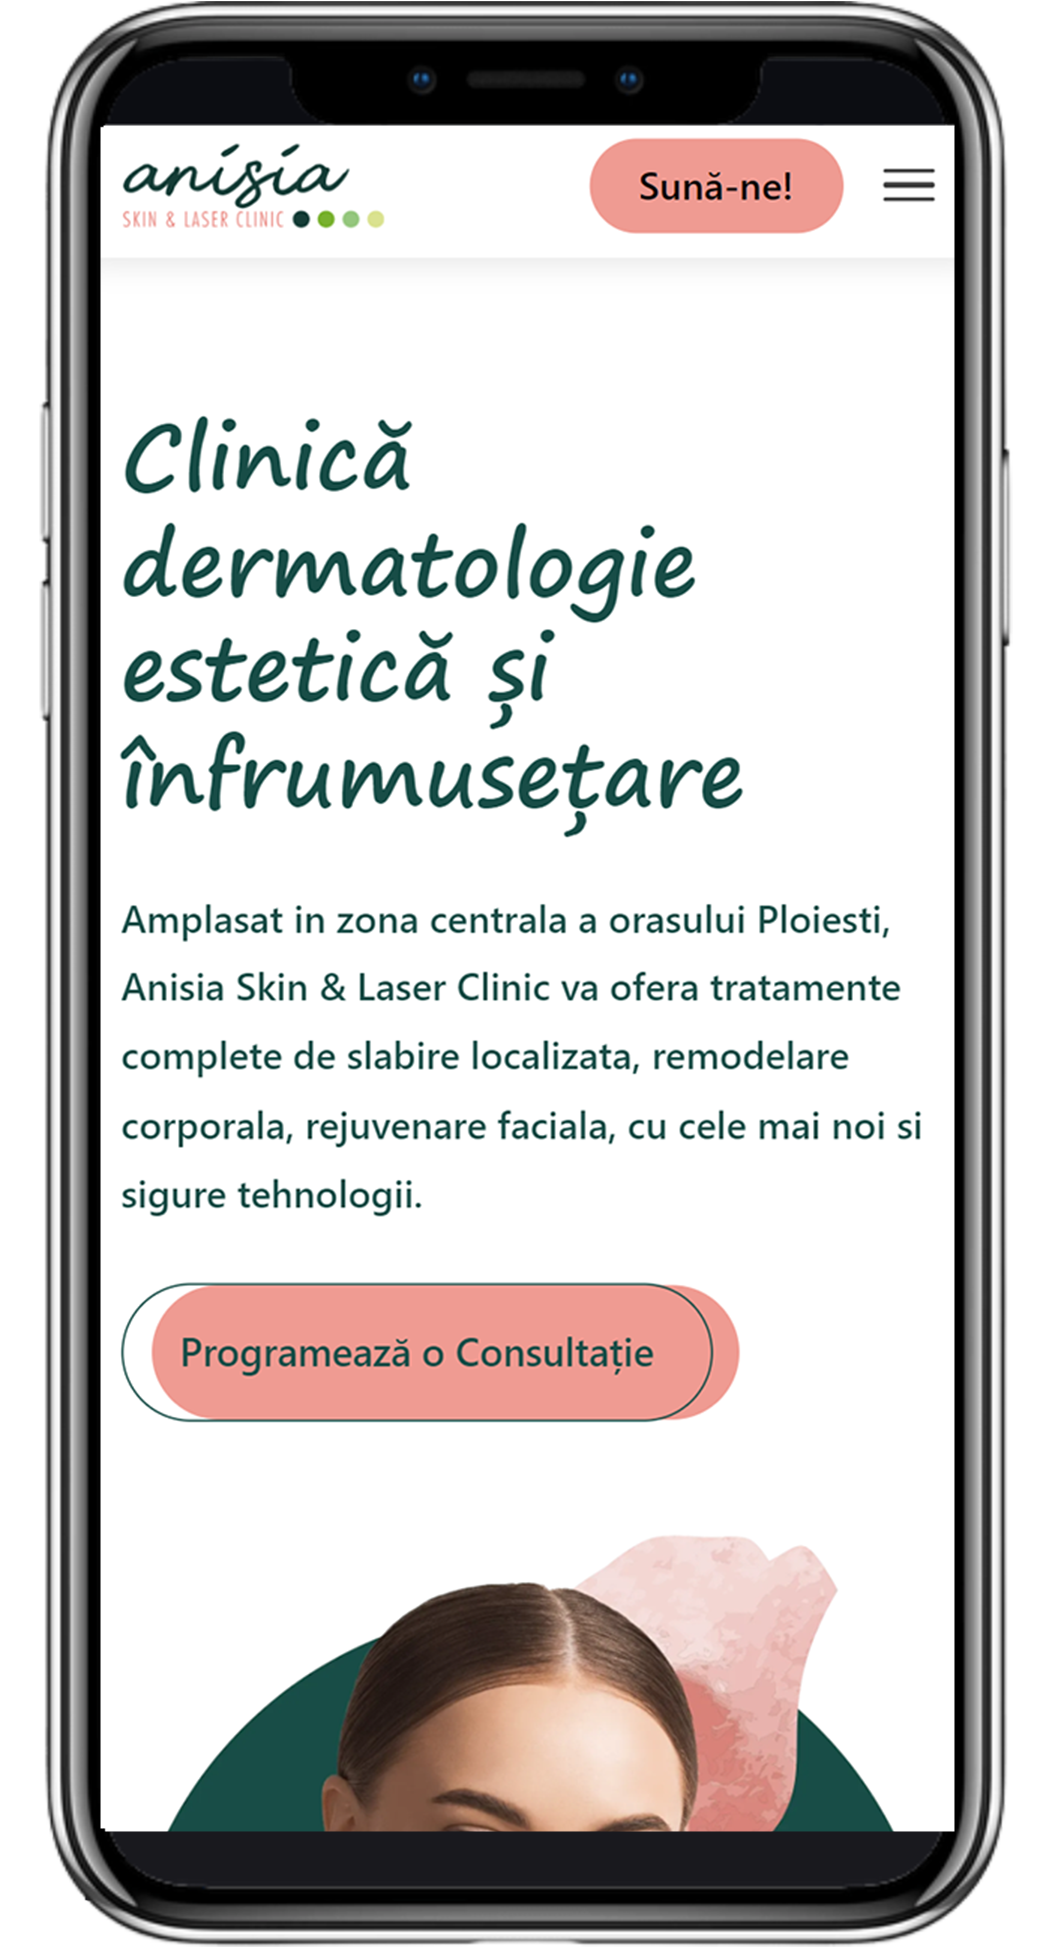 anisia
SKIN & LASER CLINIC
Sună-ne!
Clinică
dermatologie
estetică și
înfrumusețare
Amplasat in zona centrala a orasului Ploiesti,
Anisia Skin & Laser Clinic va ofera tratamente
complete de slabire localizata, remodelare
corporala, rejuvenare faciala, cu cele mai noi si
sigure tehnologii.
Programează o Consultație